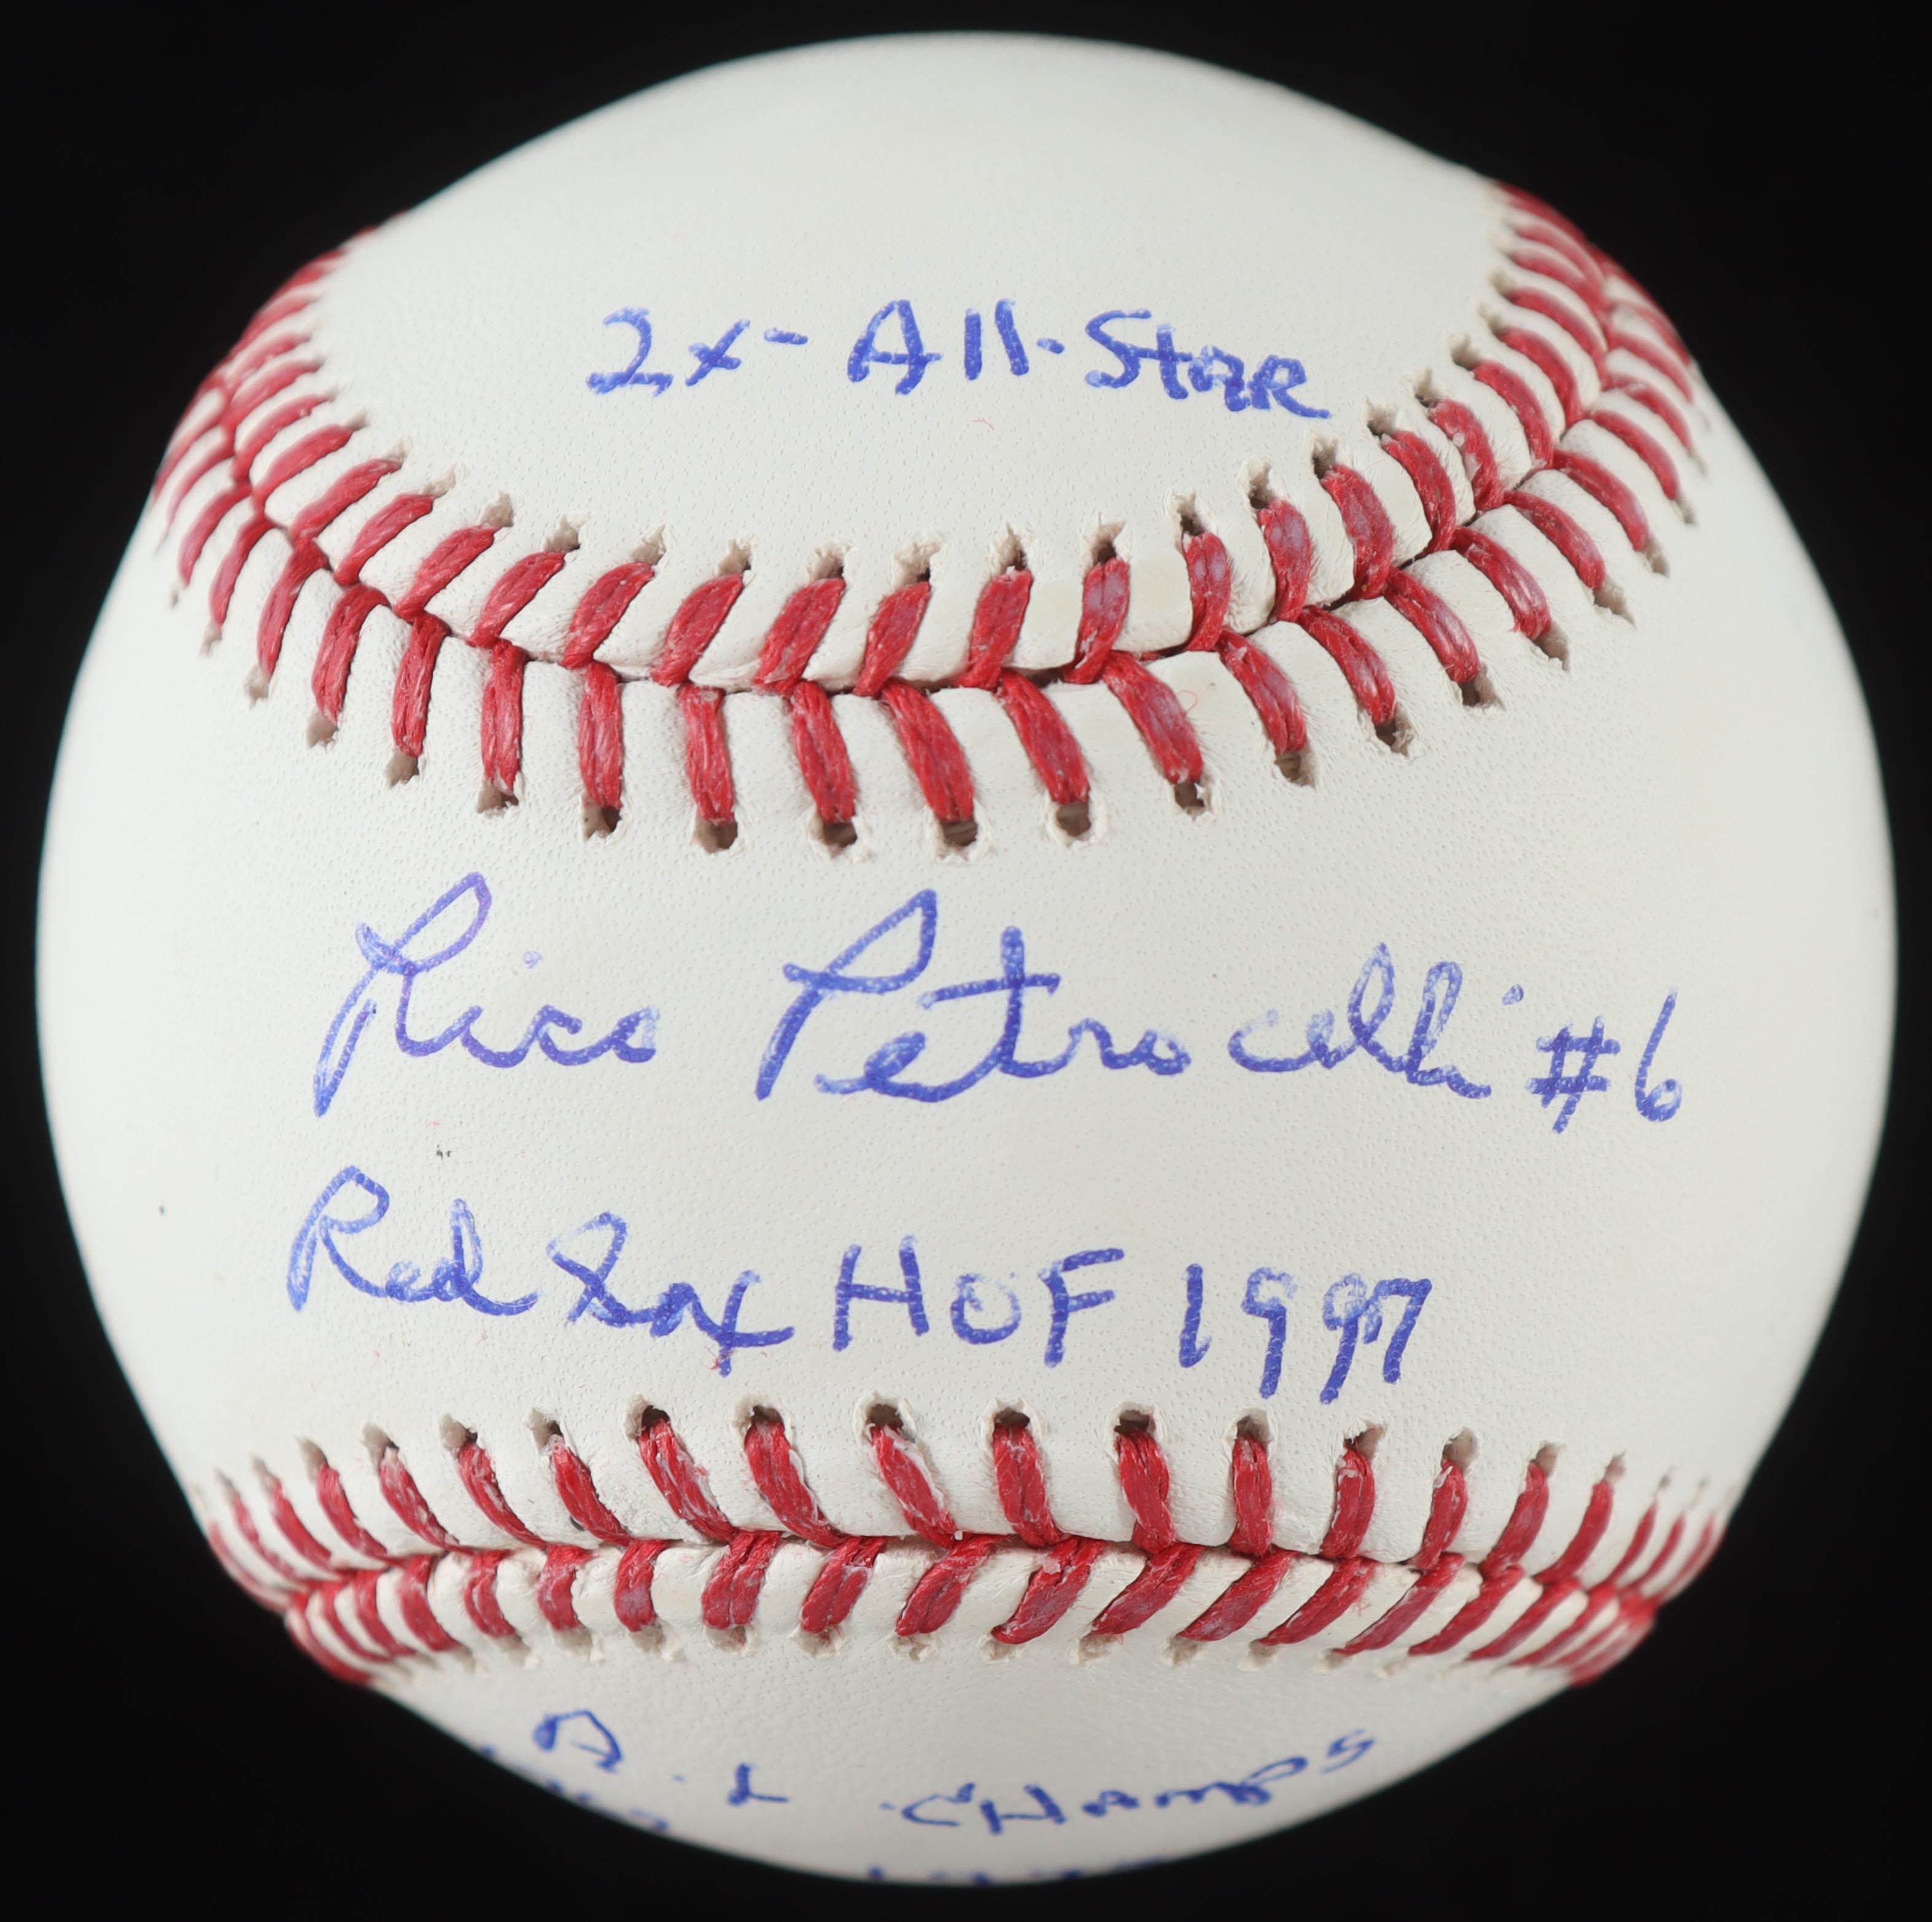 2x-All-Star
Rico Petrocelli #6
Red Sox HOF 1997
A.L. CHAMPS